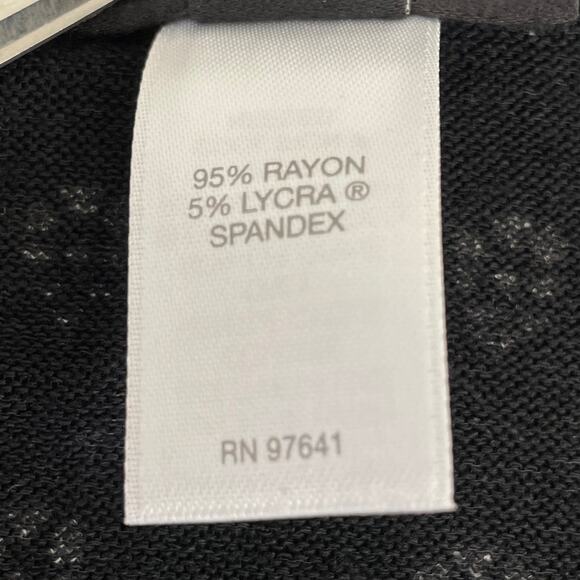 95% RAYON
5% LYCRA ®
SPANDEX
RN 97641